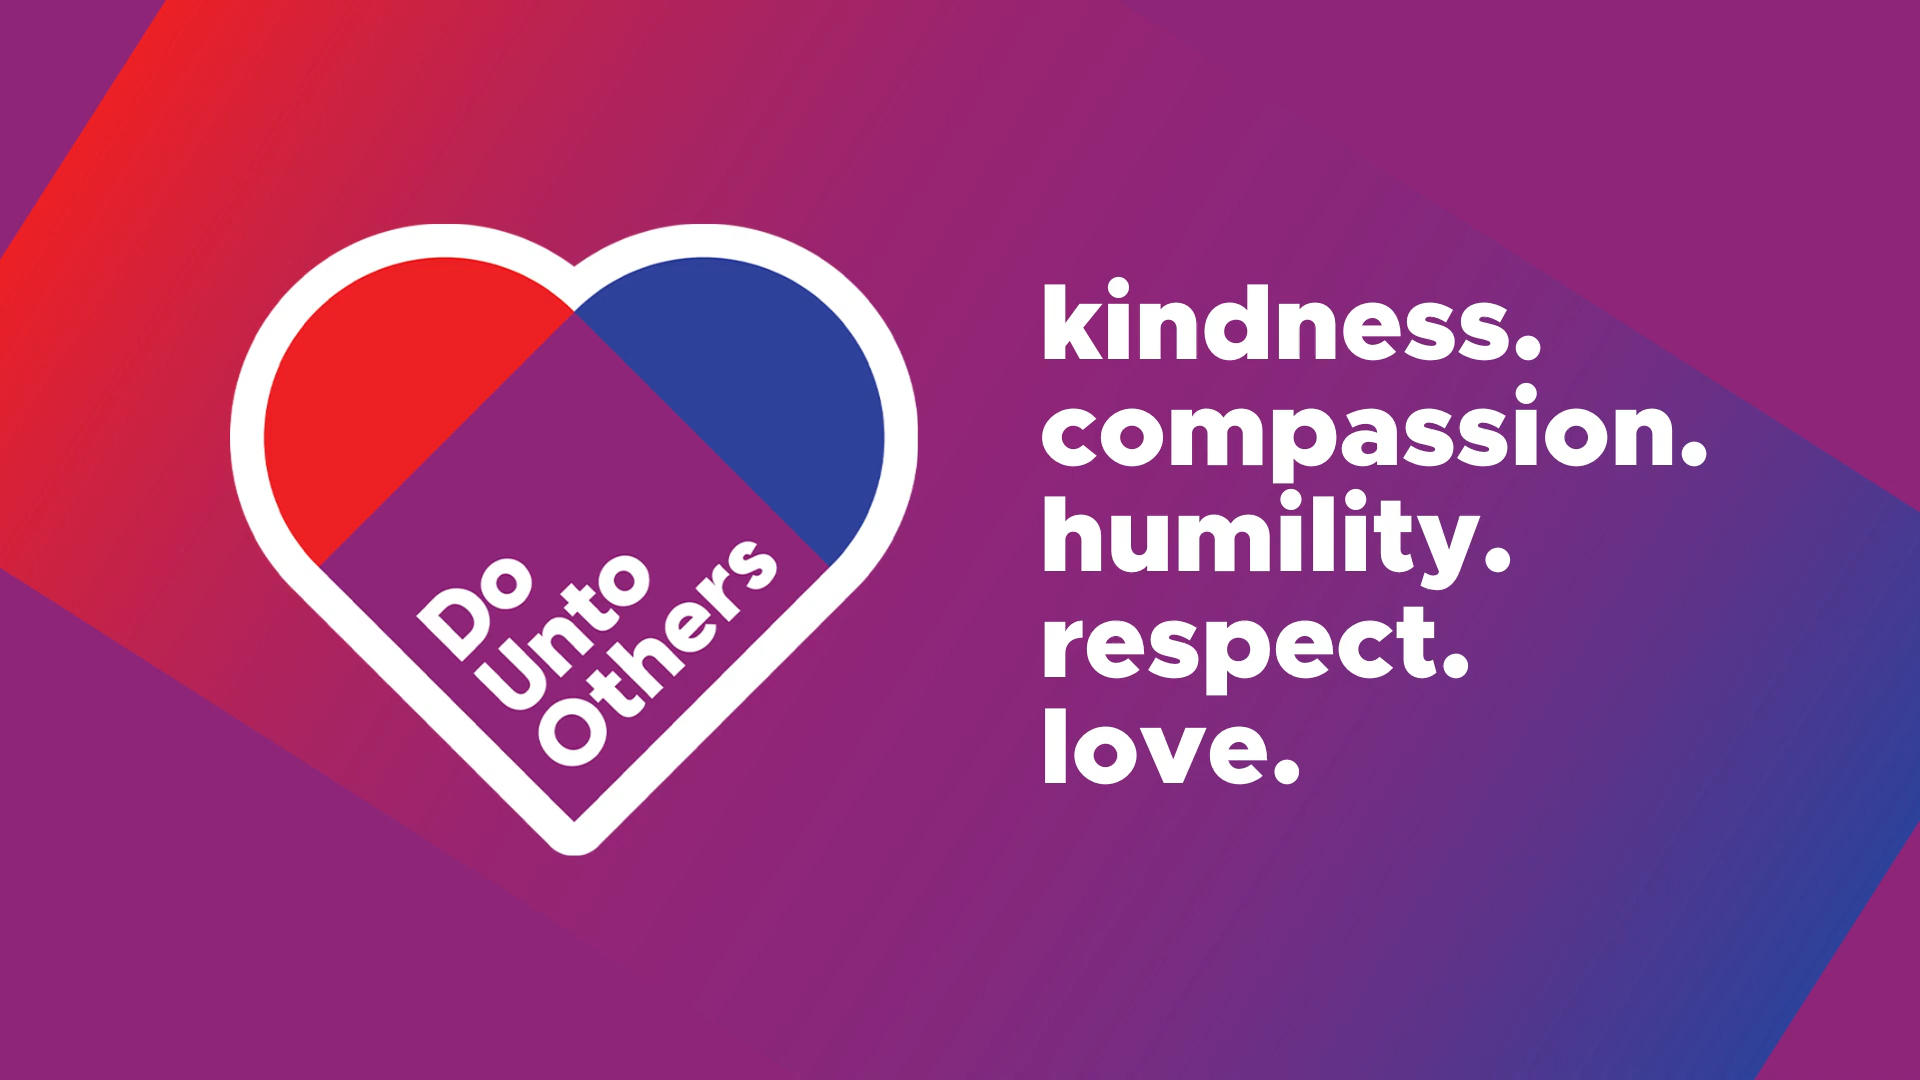 Do
Unto
Others
kindness.
compassion.
humility.
respect.
love.